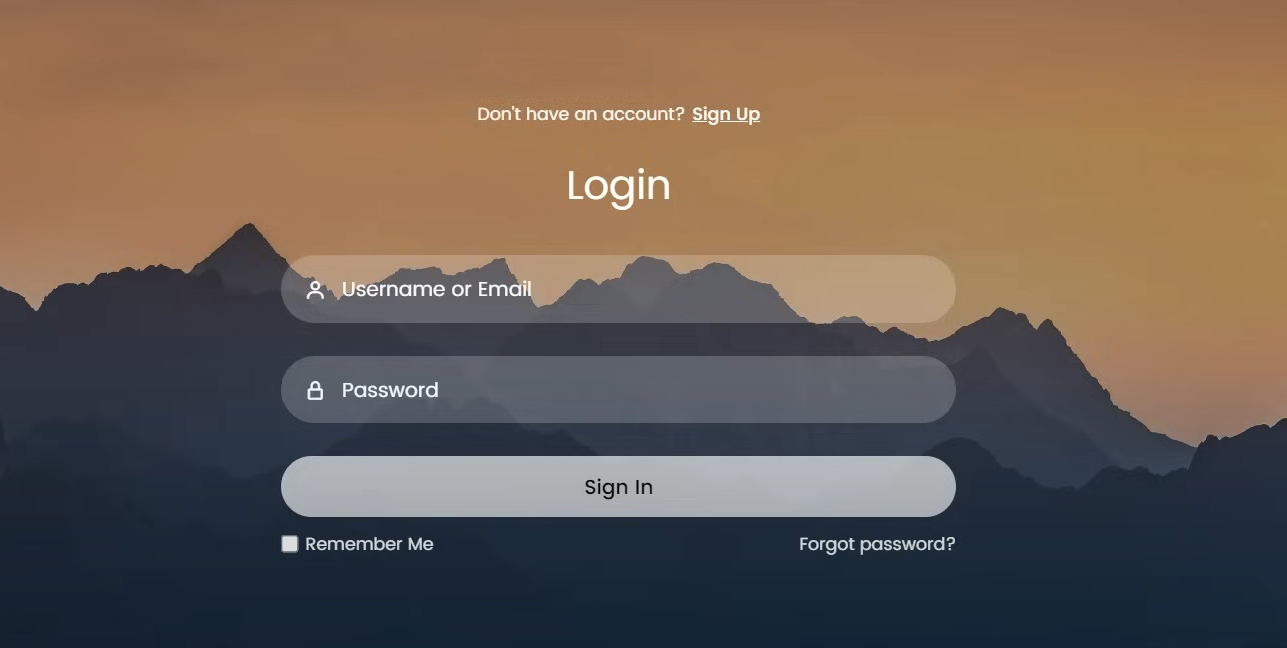 Don't have an account? Sign Up
Login
Username or Email
Password
Sign In
Remember Me
Forgot password?